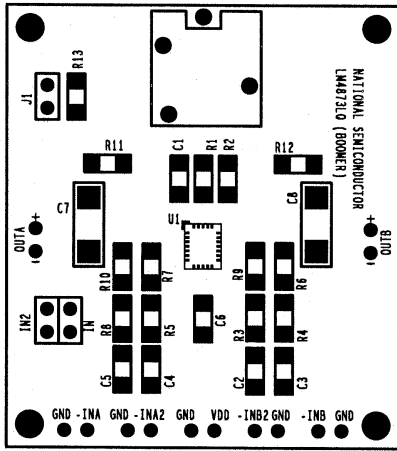 R13
J1
NATIONAL SEMICONDUCTOR
LM4873LQ (BOOMER)
R11
C1
R1
R2
R12
C7
U1
C8
OUTA
+
-
OUTB
+
-
R10
R7
R9
R6
IN2
IN
R8
R5
C6
R3
R4
C5
C4
C2
C3
GND -INA GND -INA2 GND VDD -INB2 GND -INB GND